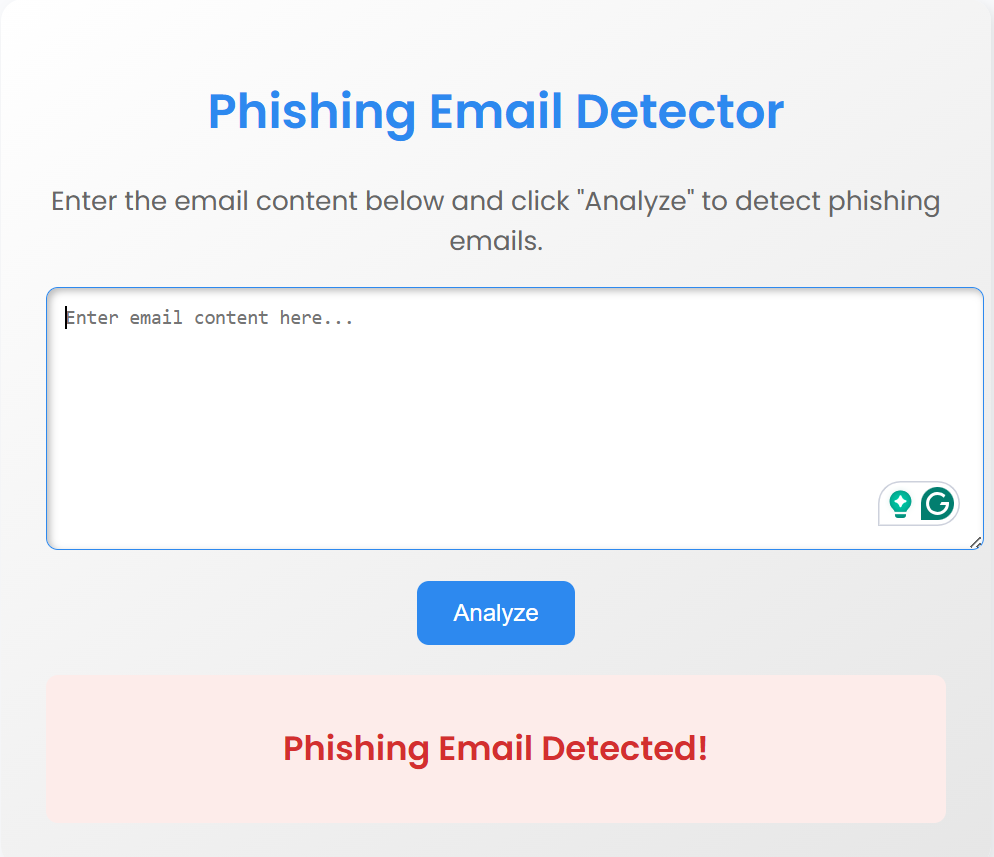 Phishing Email Detector
Enter the email content below and click "Analyze" to detect phishing
emails.
Enter email content here...
G
Analyze
Phishing Email Detected!